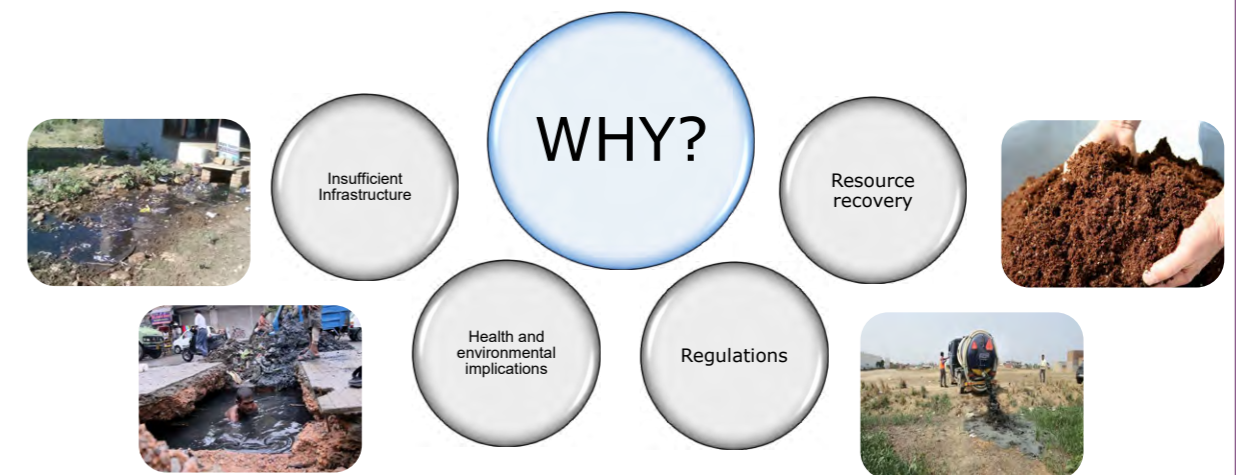 WHY?
Insufficient
Infrastructure
Resource
recovery
Health and
environmental
implications
Regulations